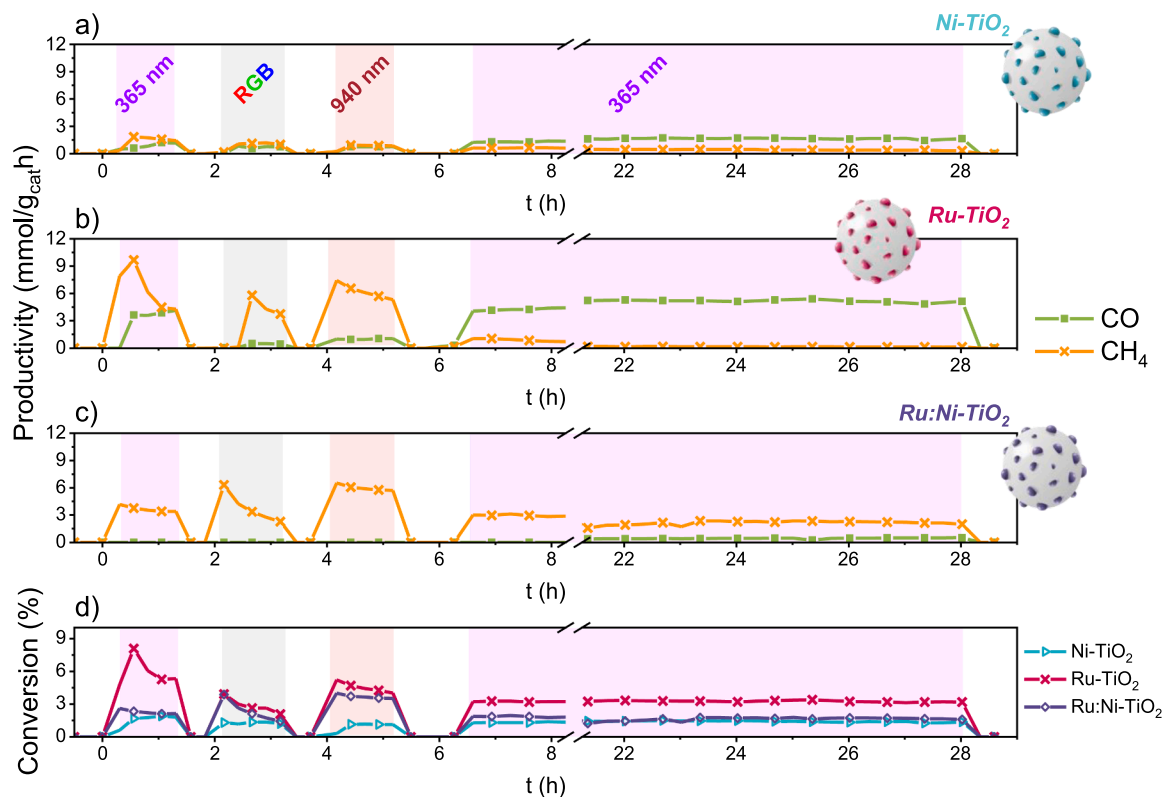 a)
Ni-TiO₂
12
9
6
3
0
365 nm
RGB
940 nm
365 nm
0
2
4
6
8
22
24
26
28
t (h)
b)
Ru-TiO₂
12
9
6
3
0
0
2
4
6
8
22
24
26
28
t (h)
CO
CH₄
Productivity (mmol/g_cat h)
c)
Ru:Ni-TiO₂
12
9
6
3
0
0
2
4
6
8
22
24
26
28
t (h)
d)
Conversion (%)
9
6
3
0
0
2
4
6
8
22
24
26
28
t (h)
Ni-TiO₂
Ru-TiO₂
Ru:Ni-TiO₂